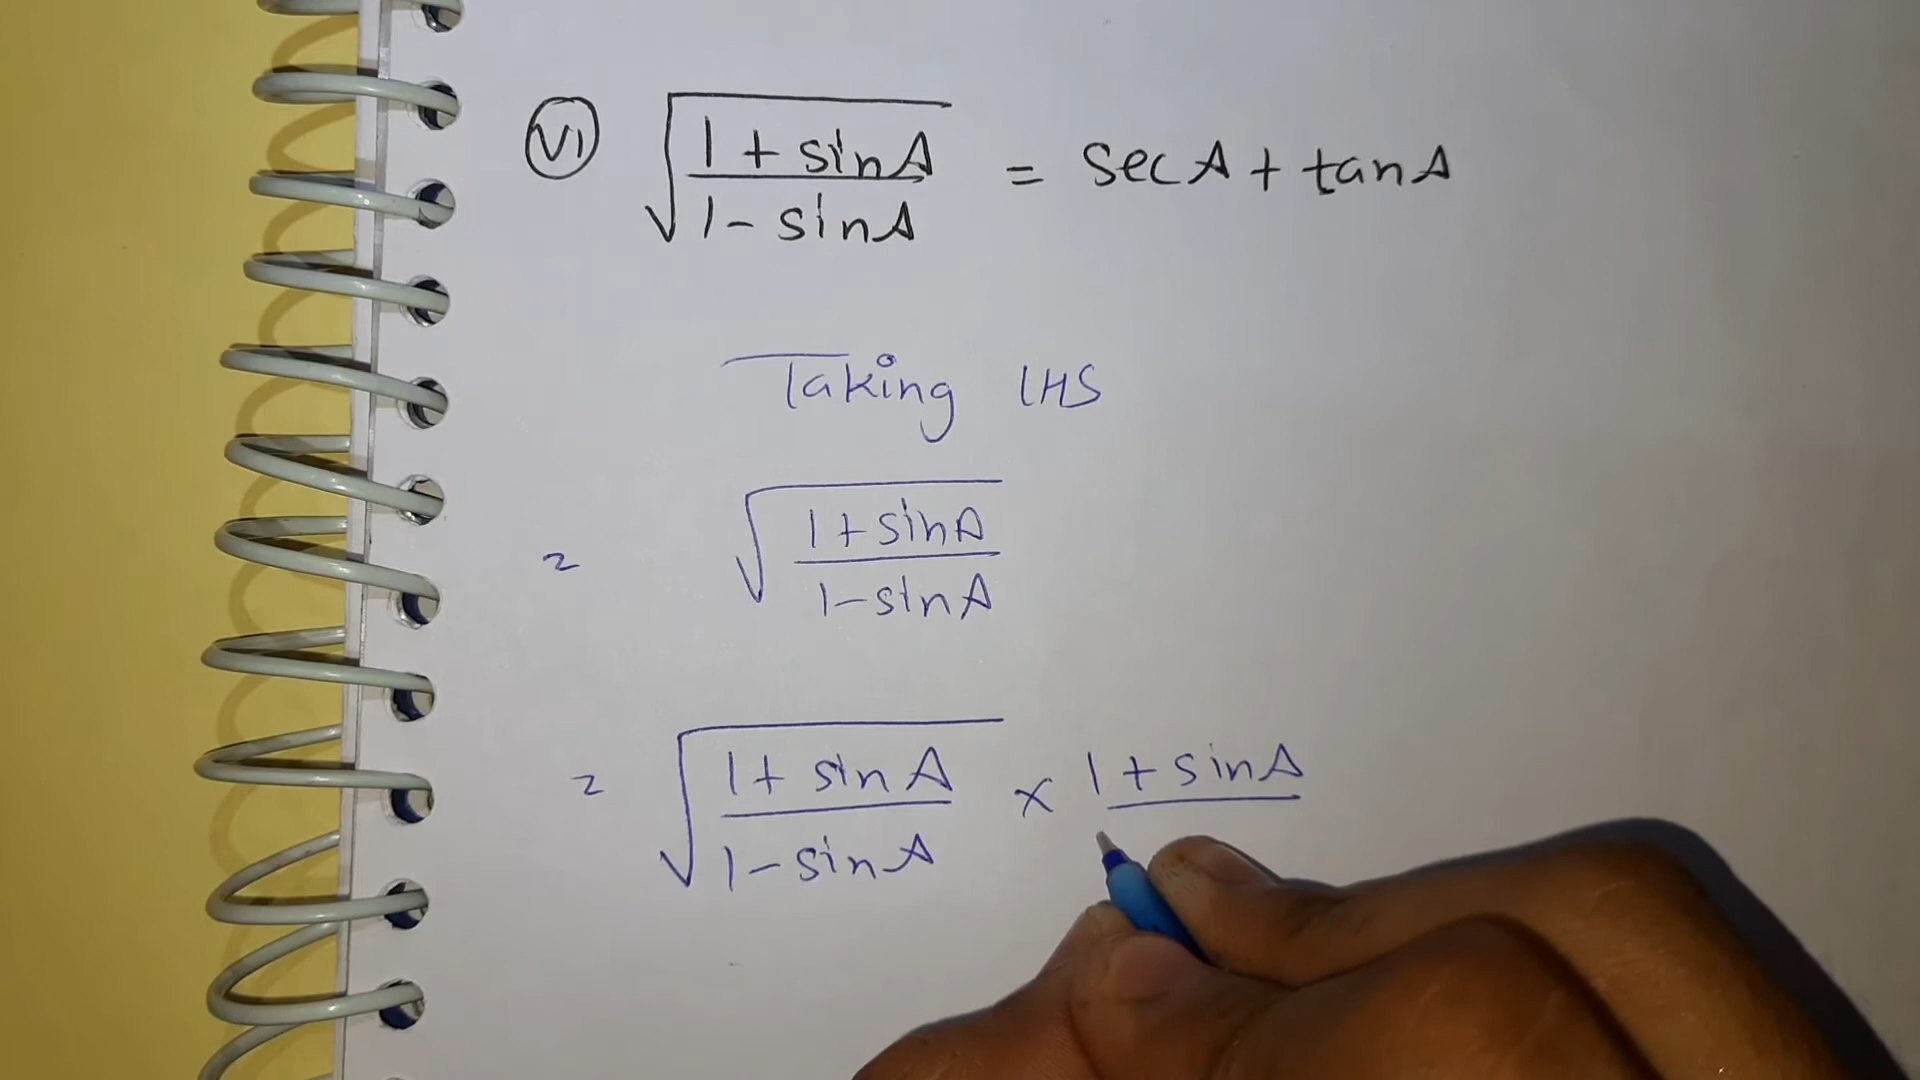 (VI) √((1 + sinA)/(1 - sinA)) = secA + tanA
Taking LHS
= √((1 + sinA)/(1 - sinA))
= √((1 + sinA)/(1 - sinA)) × (1 + sinA)/